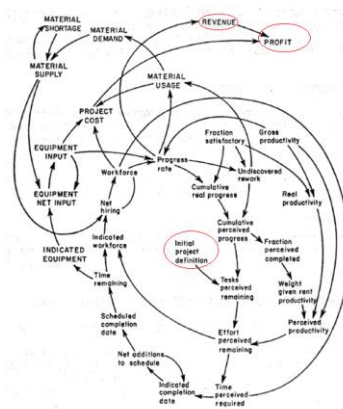 MATERIAL
SHORTAGE
MATERIAL
DEMAND
REVENUE
PROFIT
MATERIAL
SUPPLY
MATERIAL
USAGE
PROJECT
COST
Fraction
satisfactory
Gross
productivity
EQUIPMENT
INPUT
Workforce
Progress
rate
Undiscovered
rework
Cumulative
real progress
EQUIPMENT
NET INPUT
Net
hiring
Real
productivity
Indicated
workforce
Cumulative
perceived
progress
Initial
project
definition
Fraction
perceived
completed
INDICATED
EQUIPMENT
Time
remaining
Tasks
perceived
remaining
Weight
given
productivity
Perceived
productivity
Scheduled
completion
date
Effort
perceived
remaining
Net additions
to schedule
Indicated
completion
date
Time
perceived
required